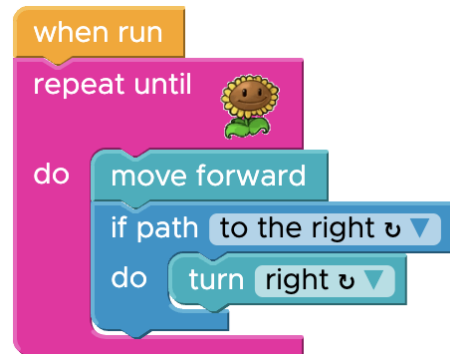 when run
repeat until
do move forward
if path to the right ↻ ▼
do turn right ↻ ▼